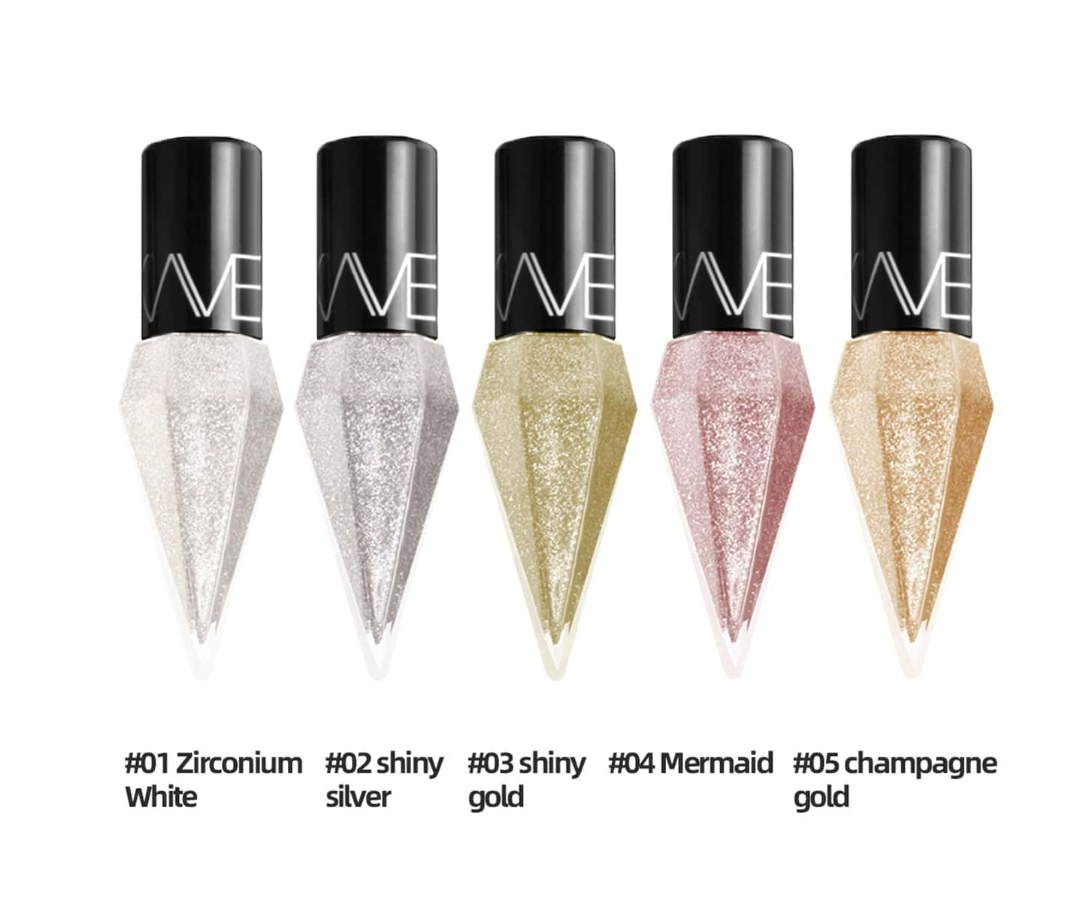 #01 Zirconium White
#02 shiny silver
#03 shiny gold
#04 Mermaid
#05 champagne gold